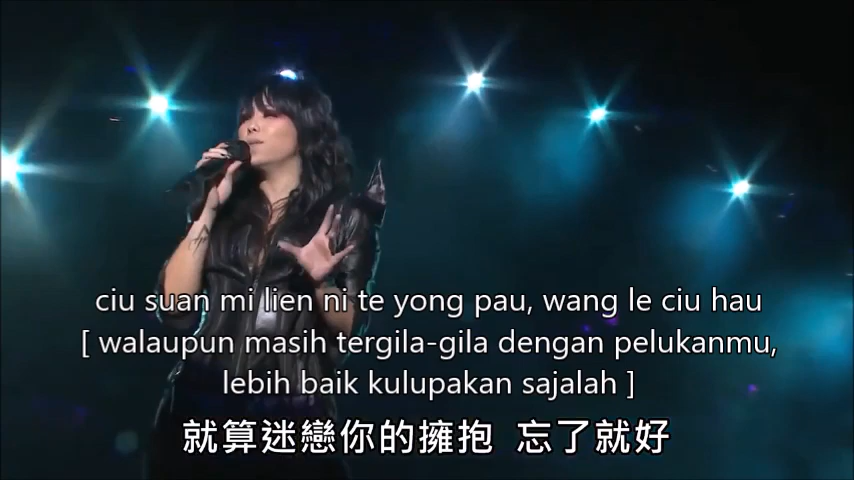 ciu suan mi lien ni te yong pau, wang le ciu hau
[ walaupun masih tergila-gila dengan pelukanmu,
lebih baik kulupakan sajalah ]
就算迷戀你的擁抱 忘了就好